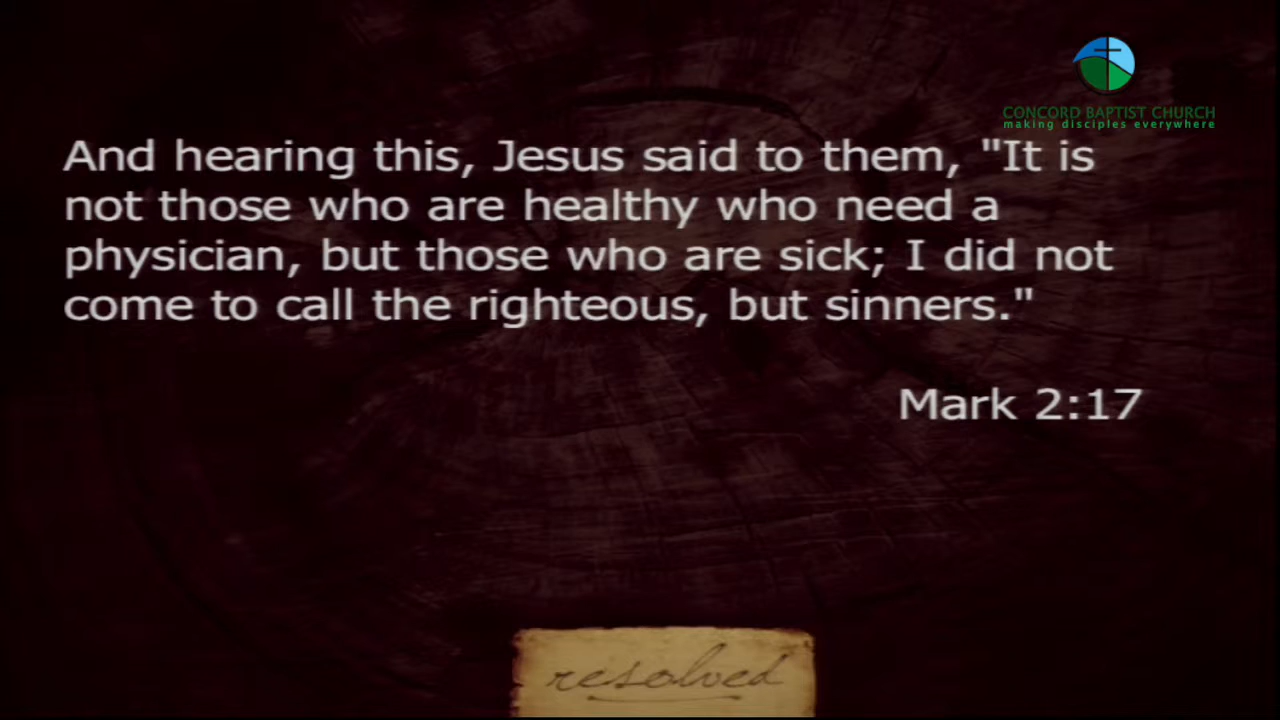 CONCORD BAPTIST CHURCH
making disciples everywhere
And hearing this, Jesus said to them, "It is
not those who are healthy who need a
physician, but those who are sick; I did not
come to call the righteous, but sinners."
Mark 2:17
resolved